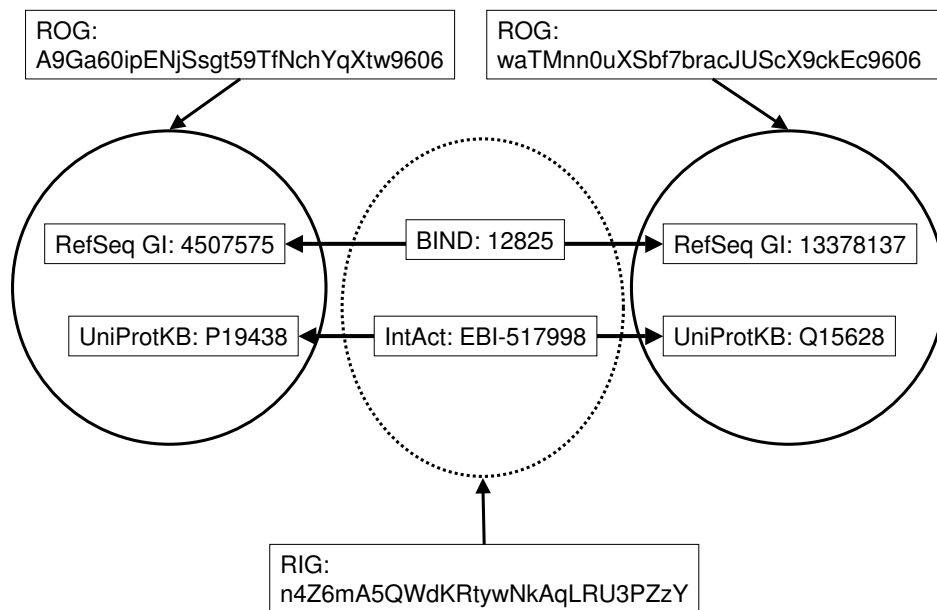 ROG:
A9Ga60ipENjSsgt59TfNchYqXtw9606
ROG:
waTMnn0uXSbf7bracJUScX9ckEc9606
RefSeq GI: 4507575
BIND: 12825
RefSeq GI: 13378137
UniProtKB: P19438
IntAct: EBI-517998
UniProtKB: Q15628
RIG:
n4Z6mA5QWdKRtywNkAqLRU3PZzY